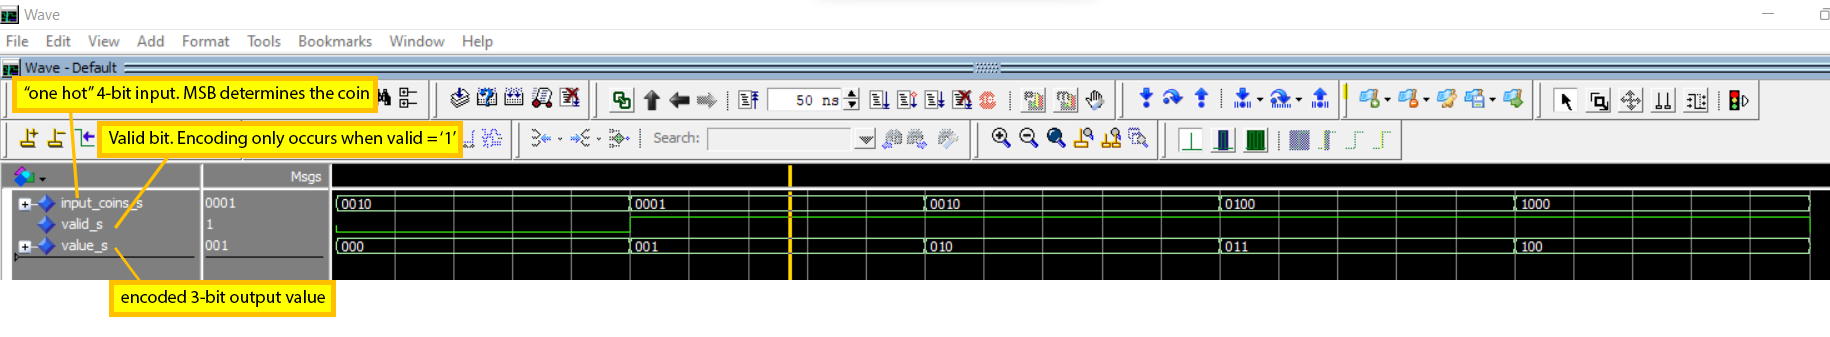 Wave
File Edit View Add Format Tools Bookmarks Window Help
Wave - Default
“one hot” 4-bit input. MSB determines the coin
50 ns
Valid bit. Encoding only occurs when valid = ‘1’
Search:
Msgs
input_coins_s 0001 0010 0001 0010 0100 1000
valid_s 1
value_s 001 000 001 010 011 100
encoded 3-bit output value